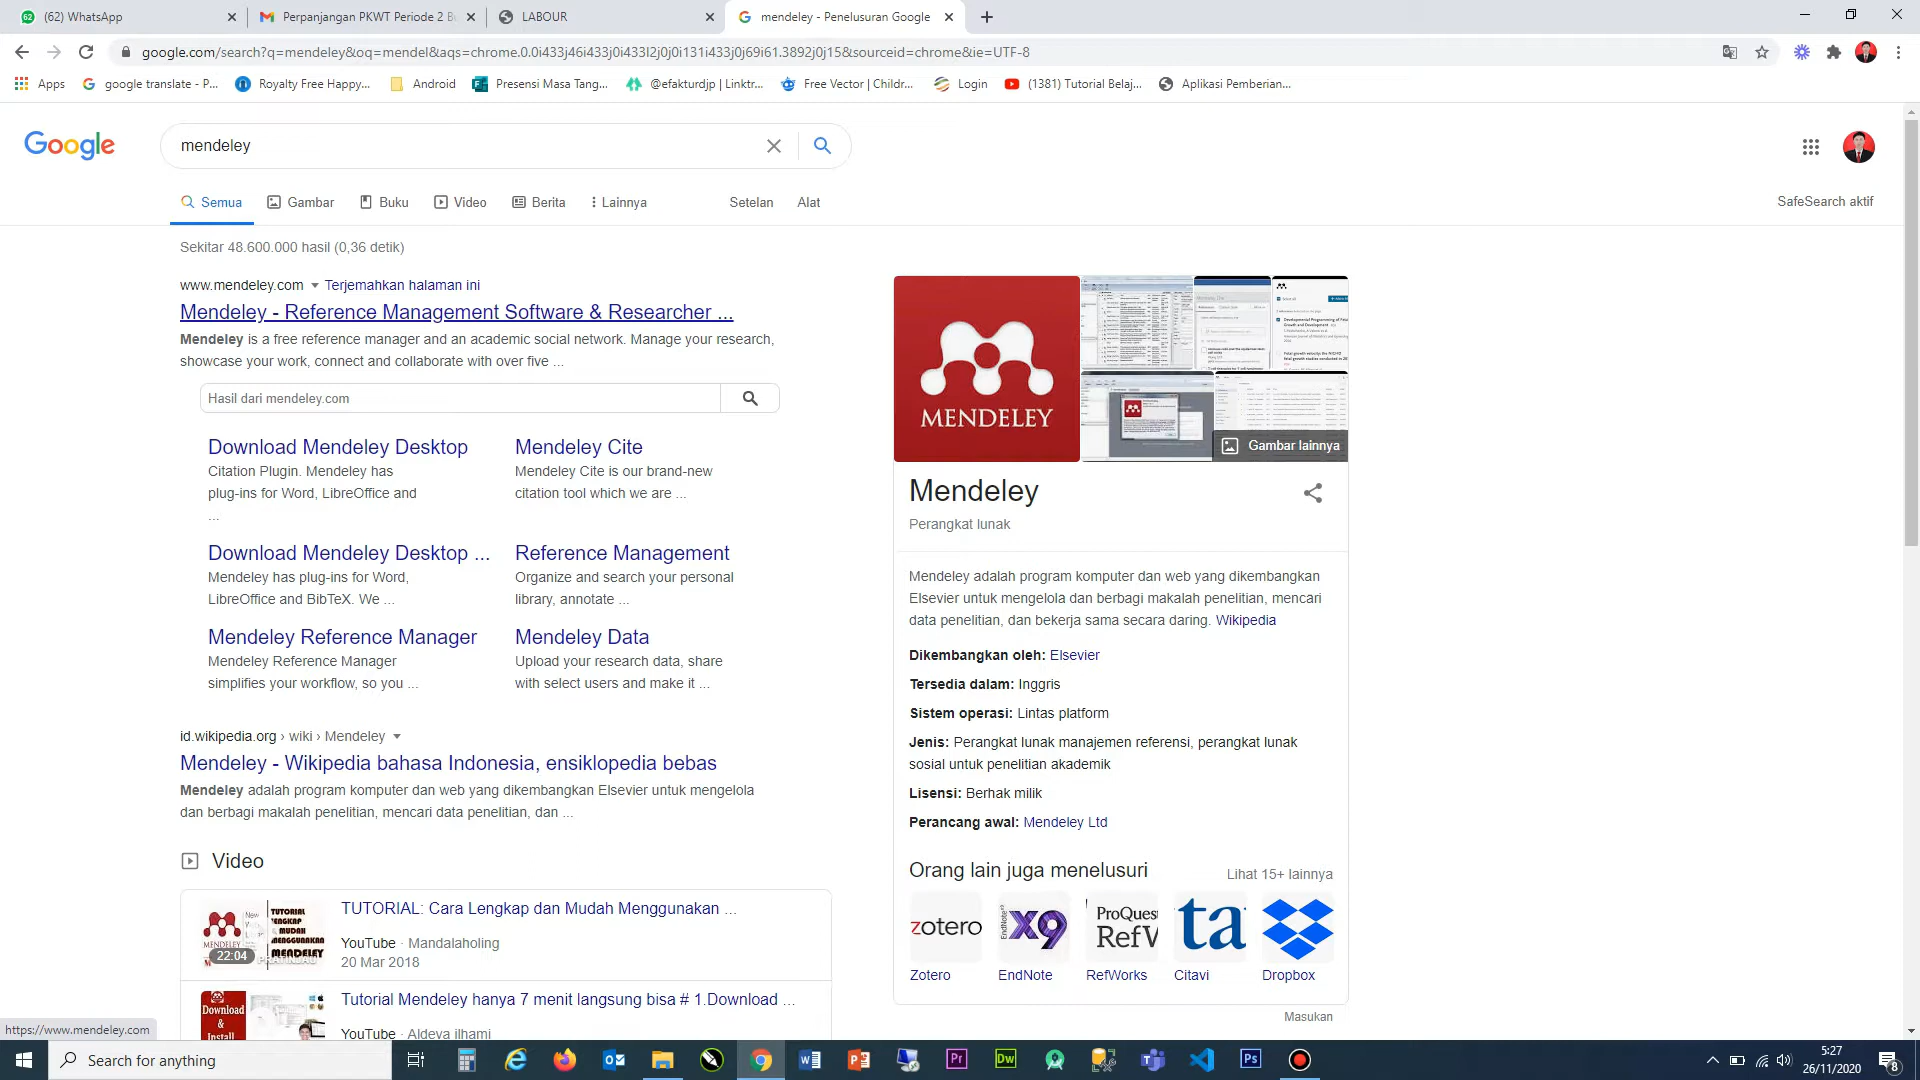 (62) WhatsApp
Perpanjangan PKWT Periode 2 Bu
LABOUR
mendeley - Penelusuran Google
google.com/search?q=mendeley&oq=mendel&aqs=chrome.0.0i433j46i433j0i433l2j0j0i131i433j0j69i61.3892j0j15&sourceid=chrome&ie=UTF-8
Apps
google translate - P...
Royalty Free Happy...
Android
Presensi Masa Tang...
@efakturdjp | Linktr...
Free Vector | Childr...
Login
(1381) Tutorial Belaj...
Aplikasi Pemberian...
Google
mendeley
Semua
Gambar
Buku
Video
Berita
Lainnya
Setelan
Alat
SafeSearch aktif
Sekitar 48.600.000 hasil (0,36 detik)
www.mendeley.com Terjemahkan halaman ini
Mendeley - Reference Management Software & Researcher ...
Mendeley is a free reference manager and an academic social network. Manage your research,
showcase your work, connect and collaborate with over five ...
Hasil dari mendeley.com
Download Mendeley Desktop
Citation Plugin. Mendeley has
plug-ins for Word, LibreOffice and
...
Mendeley Cite
Mendeley Cite is our brand-new
citation tool which we are ...
Download Mendeley Desktop ...
Mendeley has plug-ins for Word,
LibreOffice and BibTeX. We ...
Reference Management
Organize and search your personal
library, annotate ...
Mendeley Reference Manager
Mendeley Reference Manager
simplifies your workflow, so you ...
Mendeley Data
Upload your research data, share
with select users and make it ...
id.wikipedia.org › wiki › Mendeley
Mendeley - Wikipedia bahasa Indonesia, ensiklopedia bebas
Mendeley adalah program komputer dan web yang dikembangkan Elsevier untuk mengelola
dan berbagi makalah penelitian, mencari data penelitian, dan ...
Video
TUTORIAL: Cara Lengkap dan Mudah Menggunakan ...
YouTube · Mandalaholing
20 Mar 2018
TUTORIAL
MUDAH
MENGGUNAKAN
MENDELEY
22:04
Tutorial Mendeley hanya 7 menit langsung bisa # 1.Download ...
YouTube · Aldeva ilhami
Download
&
Install
MENDELEY
Gambar lainnya
Mendeley
Perangkat lunak
Mendeley adalah program komputer dan web yang dikembangkan
Elsevier untuk mengelola dan berbagi makalah penelitian, mencari
data penelitian, dan bekerja sama secara daring. Wikipedia
Dikembangkan oleh: Elsevier
Tersedia dalam: Inggris
Sistem operasi: Lintas platform
Jenis: Perangkat lunak manajemen referensi, perangkat lunak
sosial untuk penelitian akademik
Lisensi: Berhak milik
Perancang awal: Mendeley Ltd
Orang lain juga menelusuri
Lihat 15+ lainnya
zotero
EndNote X9
ProQues
RefV
ta
Zotero
EndNote
RefWorks
Citavi
Dropbox
Masukan
https://www.mendeley.com
Search for anything
Pr
Dw
Ps
5:27
26/11/2020
8